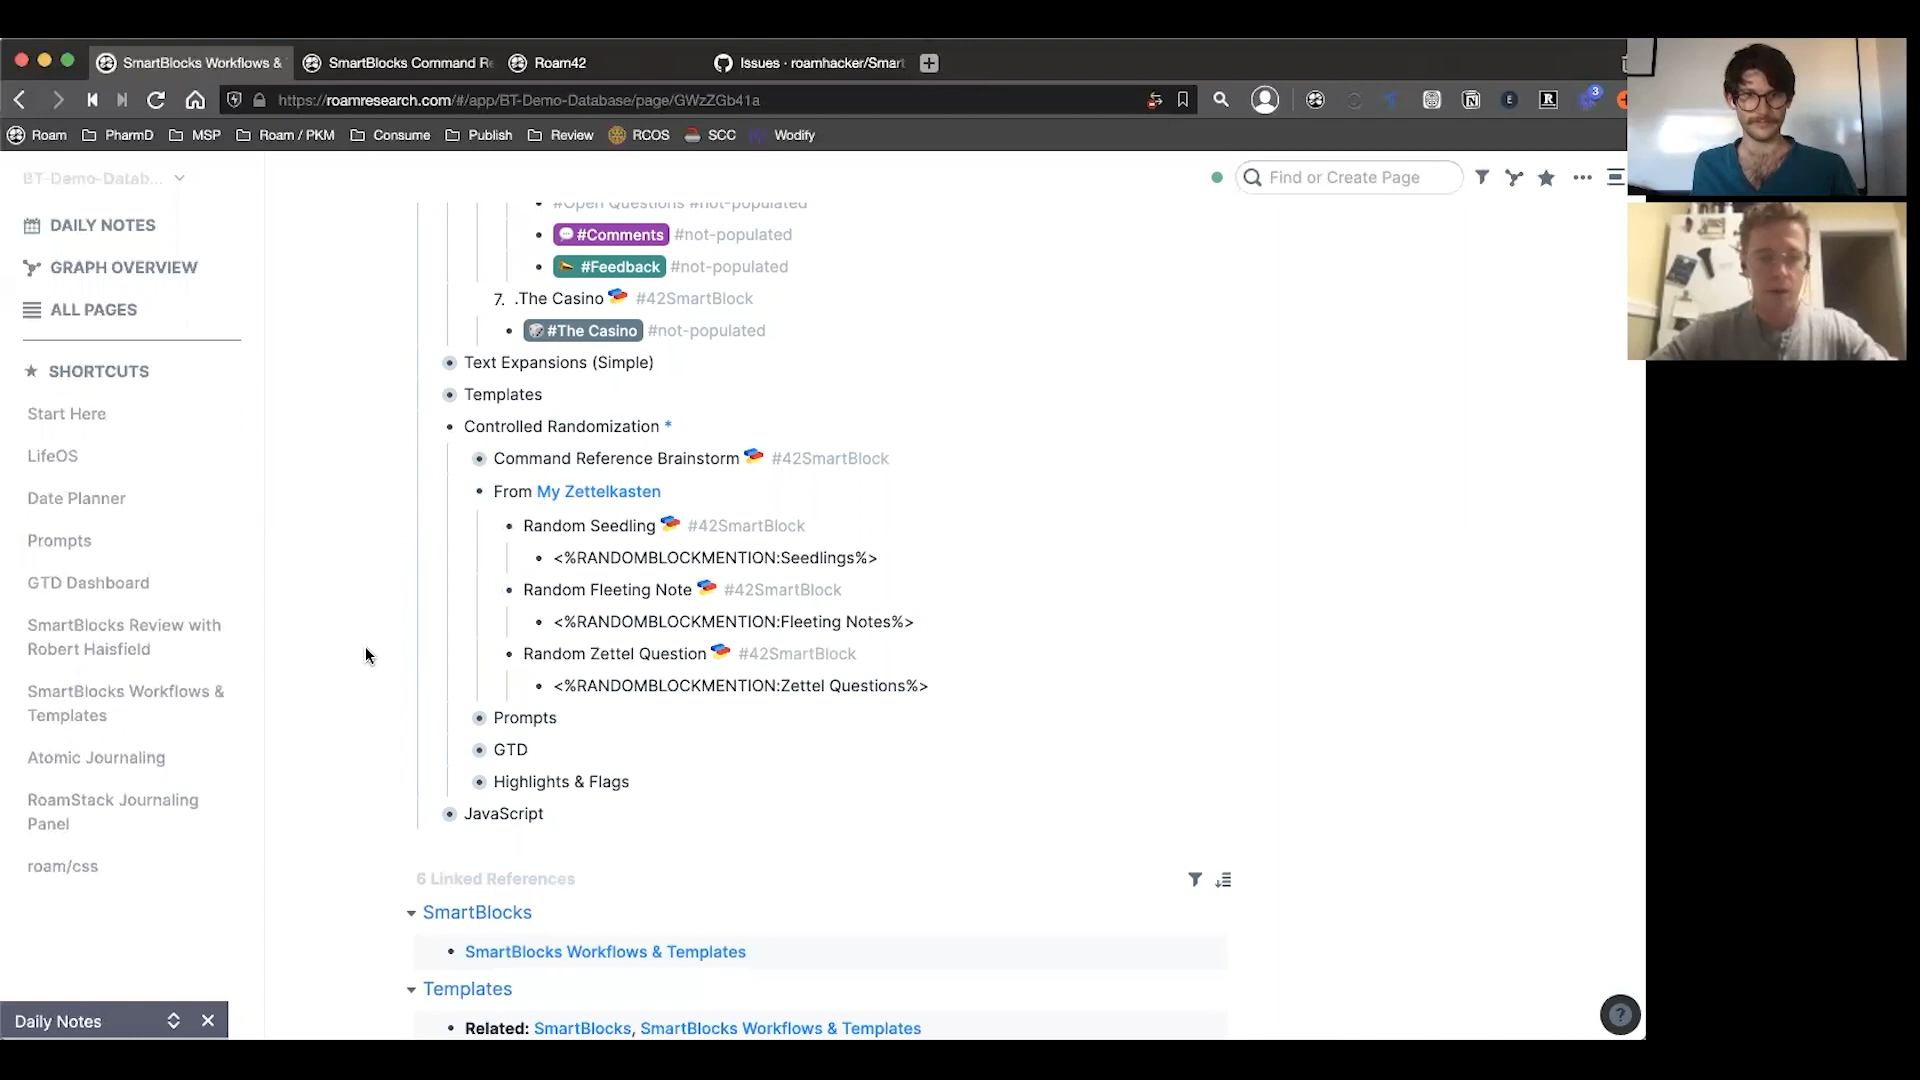 SmartBlocks Workflows &
SmartBlocks Command Re
Roam42
Issues · roamhacker/Smart
https://roamresearch.com/#/app/BT-Demo-Database/page/GWzZGb41a
3
Roam
PharmD
MSP
Roam / PKM
Consume
Publish
Review
RCOS
SCC
Wodify
BT-Demo-Datab...
Find or Create Page
DAILY NOTES
GRAPH OVERVIEW
ALL PAGES
SHORTCUTS
Start Here
LifeOS
Date Planner
Prompts
GTD Dashboard
SmartBlocks Review with
Robert Haisfield
SmartBlocks Workflows &
Templates
Atomic Journaling
RoamStack Journaling
Panel
roam/css
Daily Notes
#Open Questions #not-populated
#Comments #not-populated
#Feedback #not-populated
7. .The Casino #42SmartBlock
#The Casino #not-populated
Text Expansions (Simple)
Templates
Controlled Randomization *
Command Reference Brainstorm #42SmartBlock
From My Zettelkasten
Random Seedling #42SmartBlock
<%RANDOMBLOCKMENTION:Seedlings%>
Random Fleeting Note #42SmartBlock
<%RANDOMBLOCKMENTION:Fleeting Notes%>
Random Zettel Question #42SmartBlock
<%RANDOMBLOCKMENTION:Zettel Questions%>
Prompts
GTD
Highlights & Flags
JavaScript
6 Linked References
SmartBlocks
SmartBlocks Workflows & Templates
Templates
Related: SmartBlocks, SmartBlocks Workflows & Templates